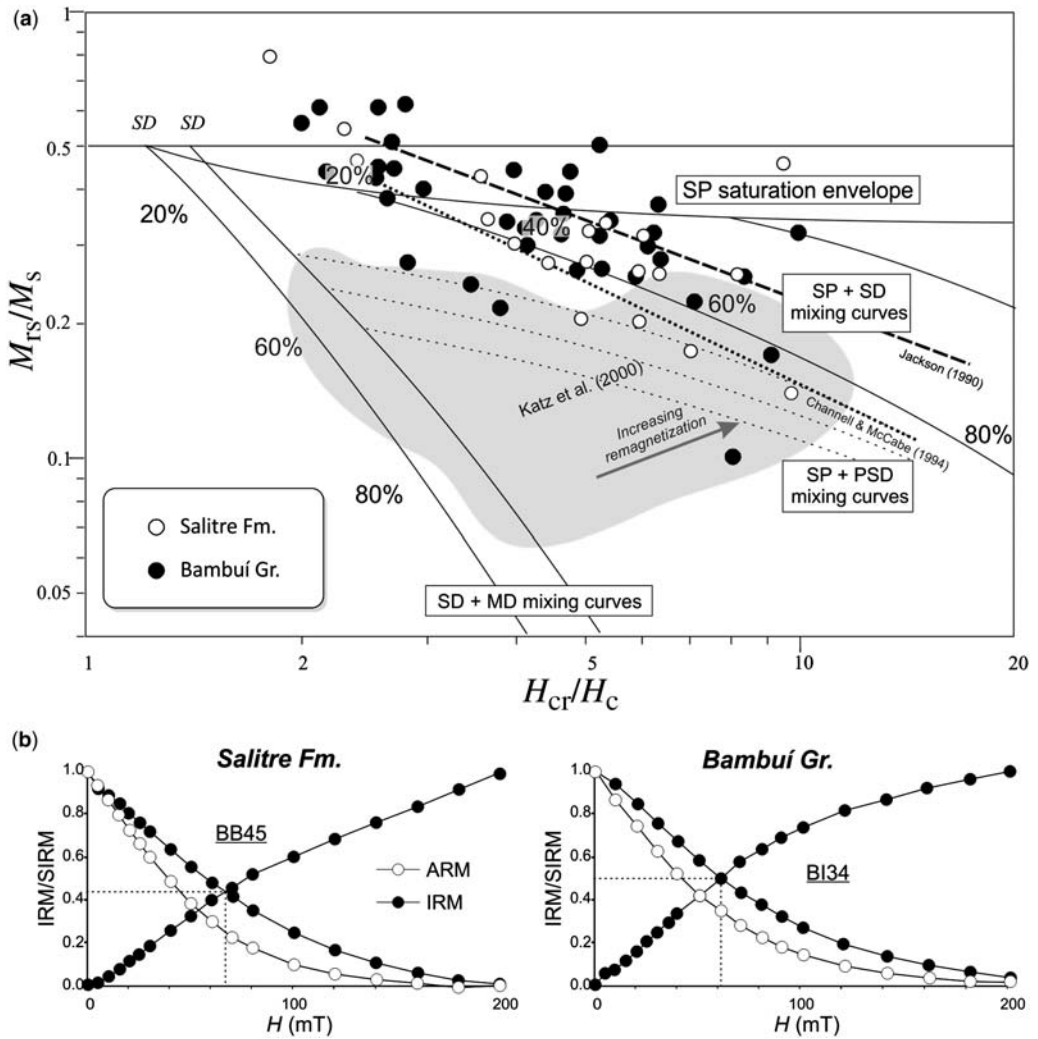 (a)
1
SD
SD
0.5
20%
SP saturation envelope
20%
40%
Mrs/Ms
0.2
60%
60%
SP + SD
mixing curves
Jackson (1990)
Katz et al. (2000)
Channell & McCabe (1994)
Increasing
remagnetization
80%
0.1
SP + PSD
mixing curves
80%
Salitre Fm.
Bambuí Gr.
0.05
SD + MD mixing curves
1
2
5
10
20
Hcr/Hc
(b)
Salitre Fm.
1.0
0.8
0.6
0.4
0.2
0.0
IRM/SIRM
BB45
ARM
IRM
0
100
200
H (mT)
Bambuí Gr.
1.0
0.8
0.6
0.4
0.2
0.0
IRM/SIRM
BI34
0
100
200
H (mT)